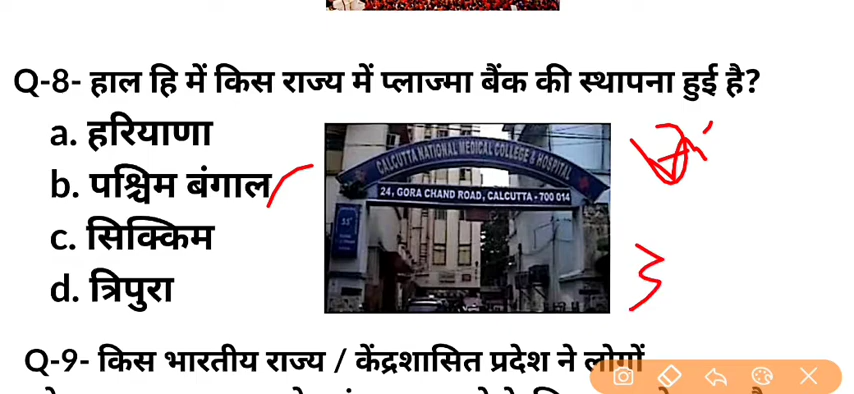 Q-8- हाल हि में किस राज्य में प्लाज्मा बैंक की स्थापना हुई है?
a. हरियाणा
b. पश्चिम बंगाल
CALCUTTA NATIONAL MEDICAL COLLEGE & HOSPITAL
24, GORA CHAND ROAD, CALCUTTA - 700 014
c. सिक्किम
d. त्रिपुरा
Q-9- किस भारतीय राज्य / केंद्रशासित प्रदेश ने लोगों